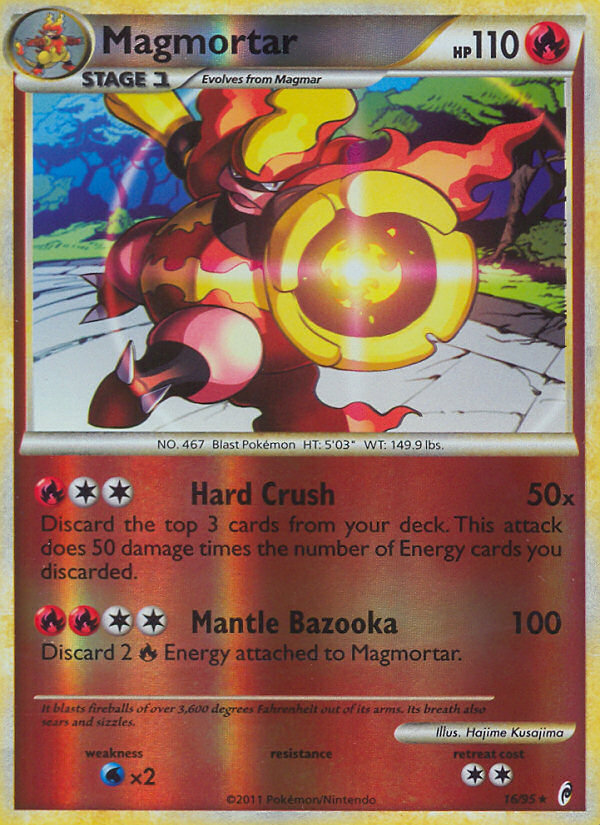 Magmortar
HP110
STAGE 1
Evolves from Magmar
NO. 467 Blast Pokémon HT: 5'03" WT: 149.9 lbs.
Hard Crush 50x
Discard the top 3 cards from your deck. This attack
does 50 damage times the number of Energy cards you
discarded.
Mantle Bazooka 100
Discard 2 Energy attached to Magmortar.
It blasts fireballs of over 3,600 degrees Fahrenheit out of its arms. Its breath also
sears and sizzles.
Illus. Hajime Kusajima
weakness resistance retreat cost
×2
©2011 Pokémon/Nintendo 16/95 ★